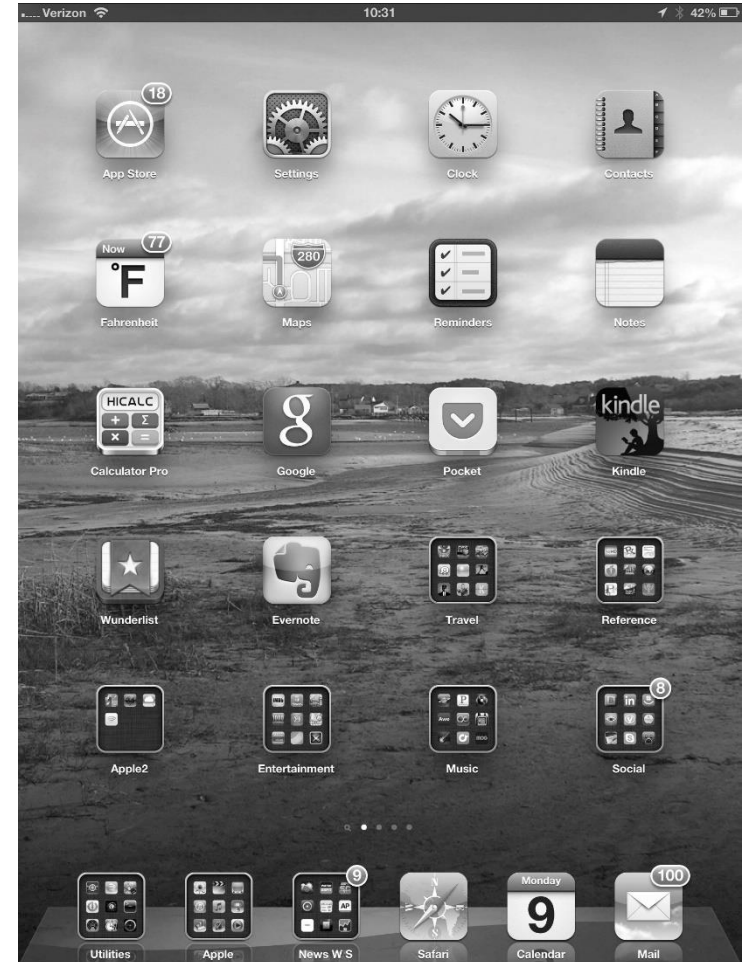 Verizon 10:31 42%
18
App Store Settings Clock Contacts
Now 77
°F 280
Fahrenheit Maps Reminders Notes
HICALC g kindle
+ Σ
× =
Calculator Pro Google Pocket Kindle
Wunderlist Evernote Travel Reference
in 8
Apple2 Entertainment Music Social
9 Monday 100
AP 9
Utilities Apple News W S Safari Calendar Mail